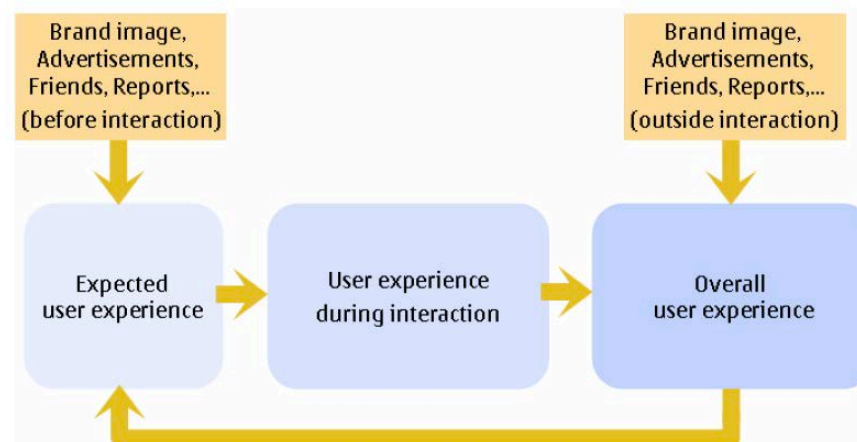 Brand image,
Advertisements,
Friends, Reports,...
(before interaction)
Brand image,
Advertisements,
Friends, Reports,...
(outside interaction)
Expected
user experience
User experience
during interaction
Overall
user experience